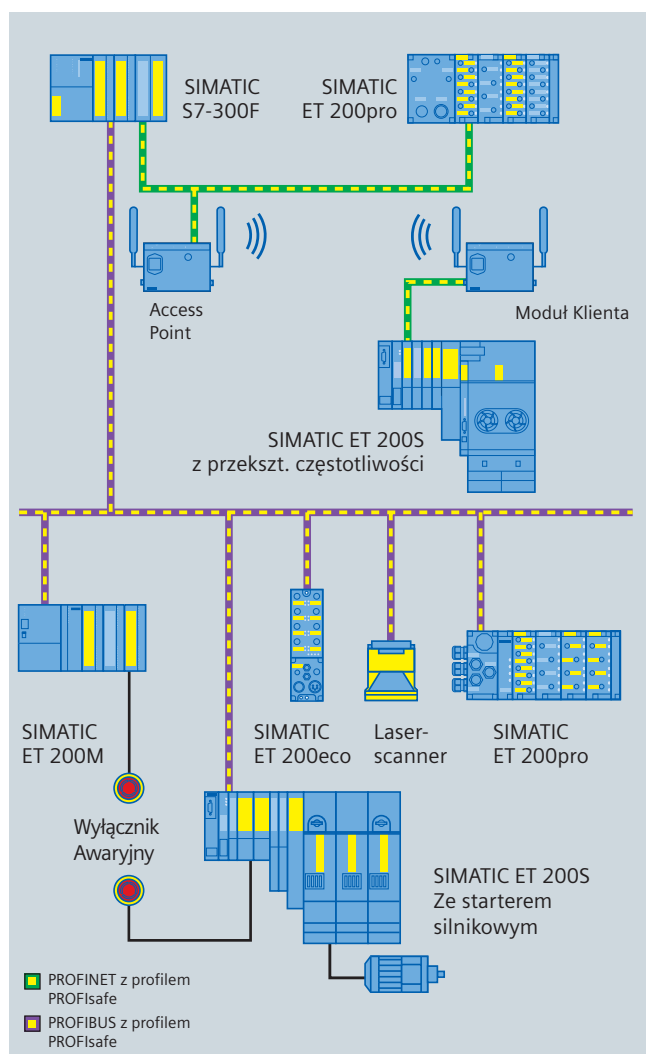 SIMATIC
S7-300F
SIMATIC
ET 200pro
Access
Point
Moduł Klienta
SIMATIC ET 200S
z przekszt. częstotliwości
SIMATIC
ET 200M
SIMATIC
ET 200eco
Laser-
scanner
SIMATIC
ET 200pro
Wyłącznik
Awaryjny
SIMATIC ET 200S
Ze starterem
silnikowym
PROFINET z profilem
PROFIsafe
PROFIBUS z profilem
PROFIsafe